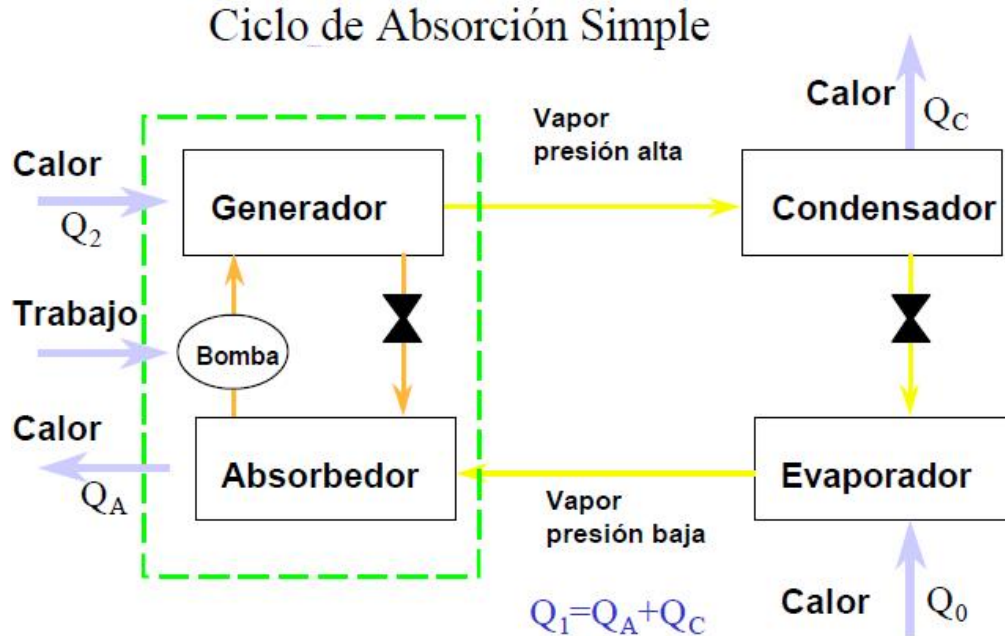 Ciclo de Absorción Simple
Calor
Q2
Generador
Vapor
presión alta
Calor
QC
Condensador
Trabajo
Bomba
Calor
QA
Absorbedor
Vapor
presión baja
Evaporador
Q1=QA+QC
Calor
Q0